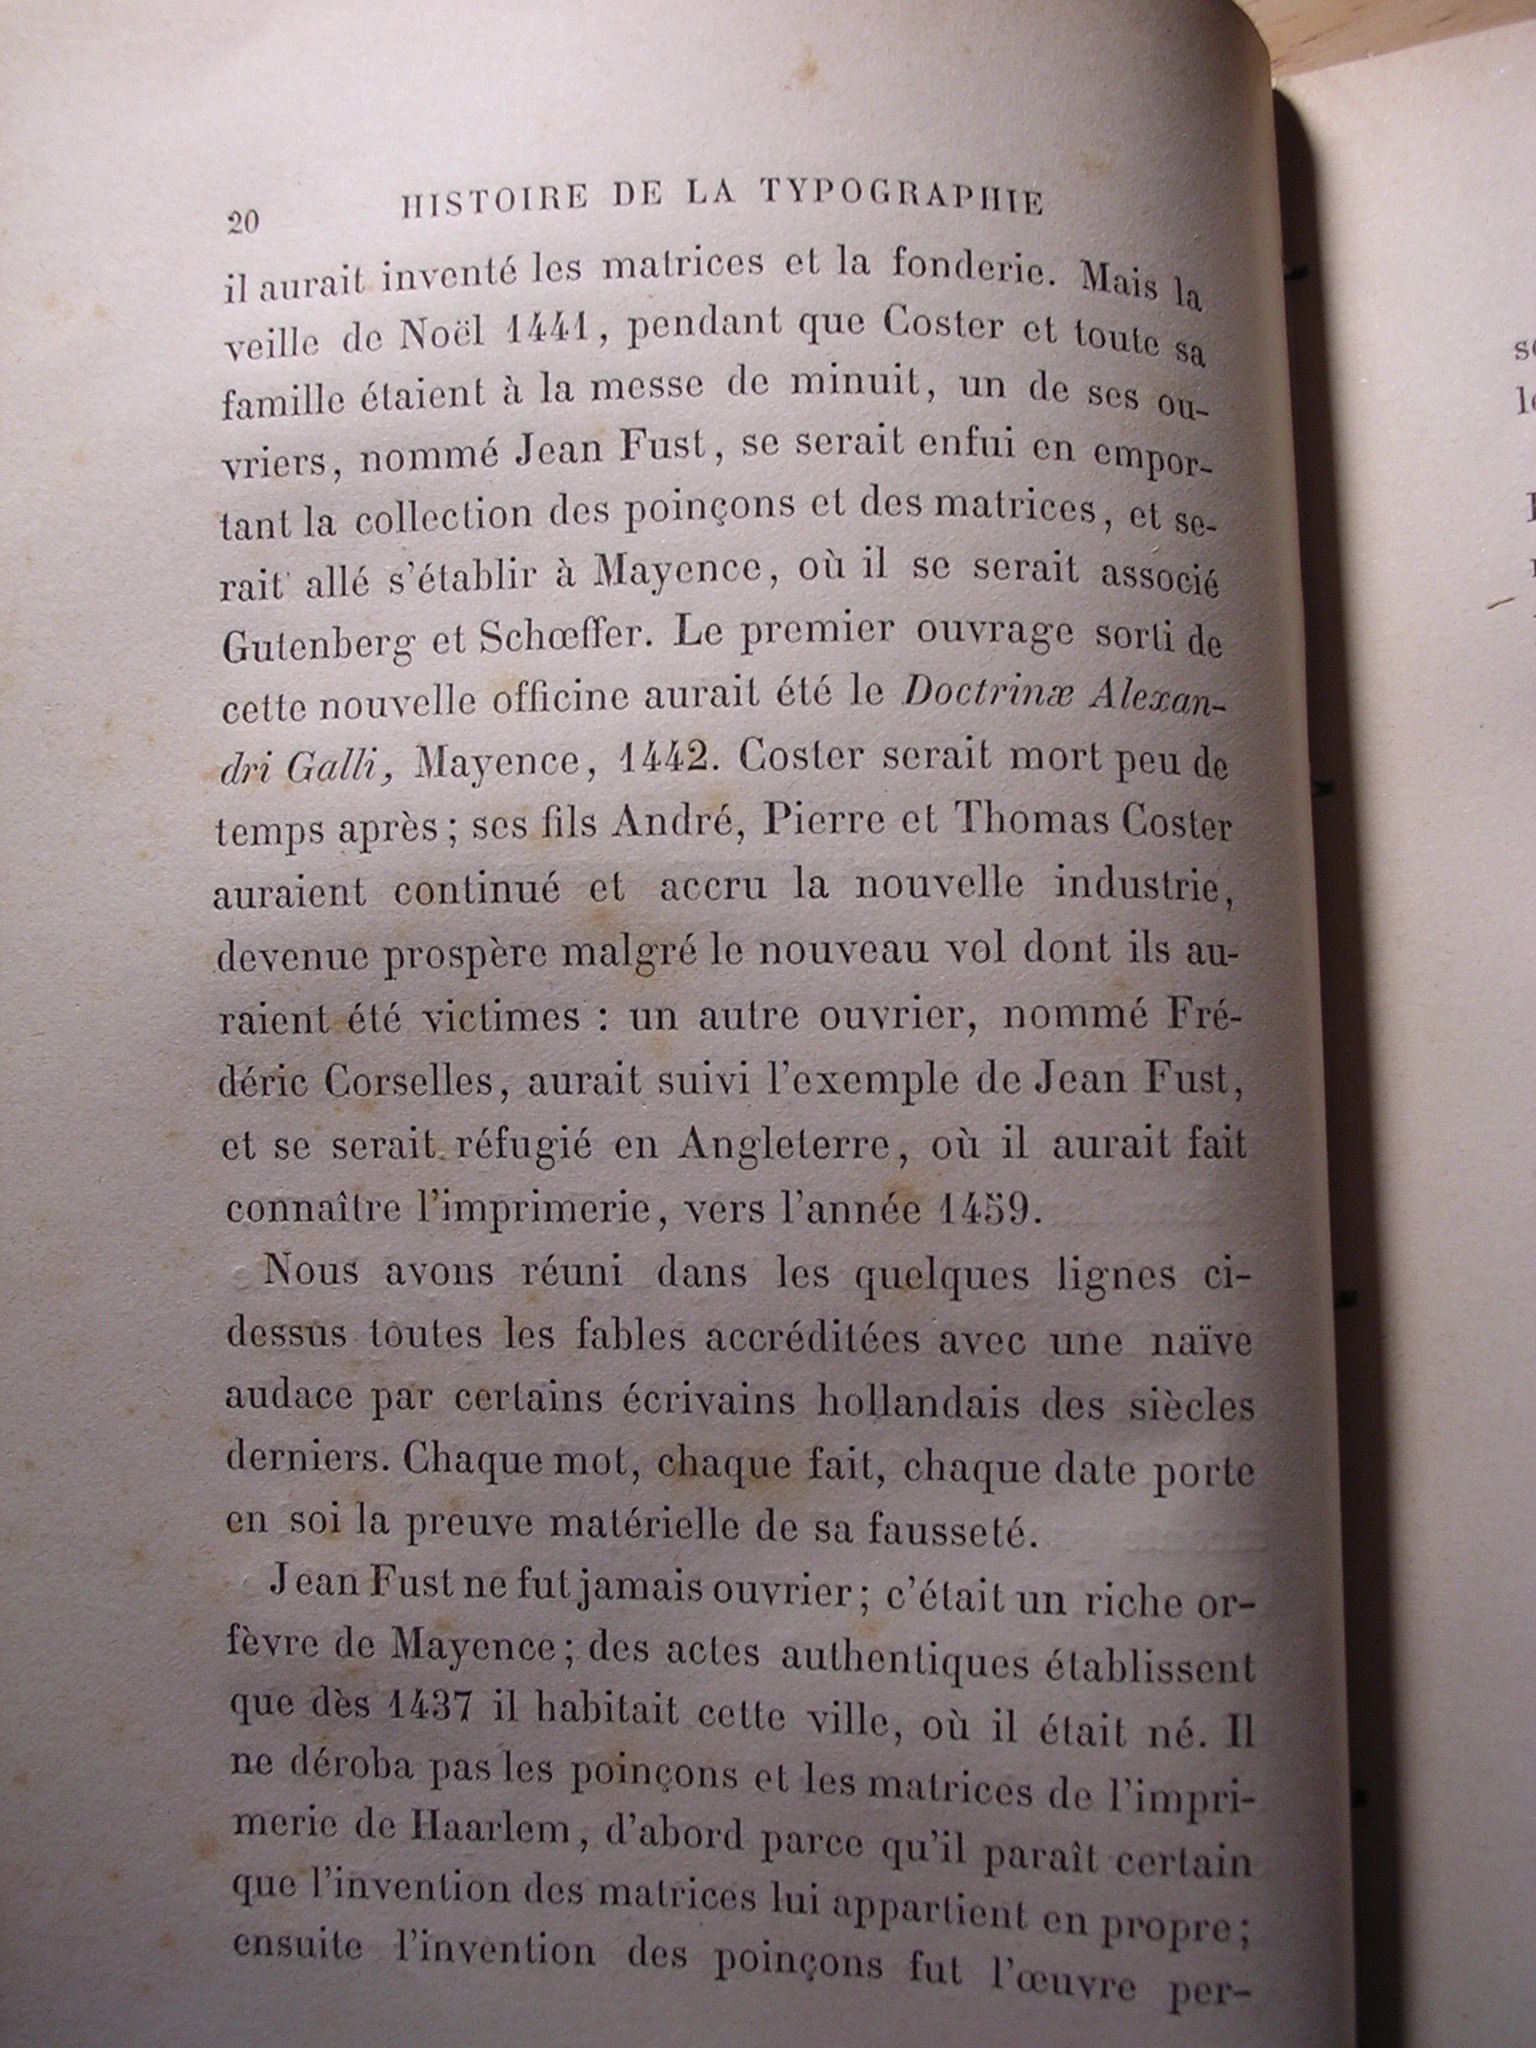 20 HISTOIRE DE LA TYPOGRAPHIE
il aurait inventé les matrices et la fonderie. Mais la
veille de Noël 1441, pendant que Coster et toute sa
famille étaient à la messe de minuit, un de ses ou-
vriers, nommé Jean Fust, se serait enfui en empor-
tant la collection des poinçons et des matrices, et se-
rait allé s'établir à Mayence, où il se serait associé
Gutenberg et Schœffer. Le premier ouvrage sorti de
cette nouvelle officine aurait été le Doctrinæ Alexan-
dri Galli, Mayence, 1442. Coster serait mort peu de
temps après ; ses fils André, Pierre et Thomas Coster
auraient continué et accru la nouvelle industrie,
devenue prospère malgré le nouveau vol dont ils au-
raient été victimes : un autre ouvrier, nommé Fré-
déric Corselles, aurait suivi l'exemple de Jean Fust,
et se serait réfugié en Angleterre, où il aurait fait
connaître l'imprimerie, vers l'année 1459.
Nous avons réuni dans les quelques lignes ci-
dessus toutes les fables accréditées avec une naïve
audace par certains écrivains hollandais des siècles
derniers. Chaque mot, chaque fait, chaque date porte
en soi la preuve matérielle de sa fausseté.
Jean Fust ne fut jamais ouvrier ; c'était un riche or-
fèvre de Mayence ; des actes authentiques établissent
que dès 1437 il habitait cette ville, où il était né. Il
ne déroba pas les poinçons et les matrices de l'impri-
merie de Haarlem, d'abord parce qu'il paraît certain
que l'invention des matrices lui appartient en propre ;
ensuite l'invention des poinçons fut l'œuvre per-